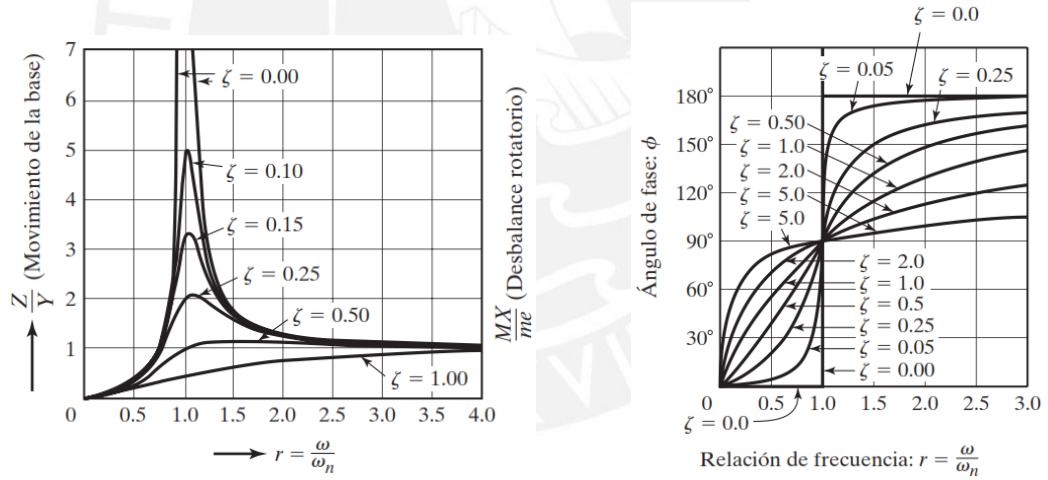 Z/Y (Movimiento de la base)
7
6
5
4
3
2
1
0
0.5
1.0
1.5
2.0
2.5
3.0
3.5
4.0
ζ = 0.00
ζ = 0.10
ζ = 0.15
ζ = 0.25
ζ = 0.50
ζ = 1.00
r = ω/ωn
MX/me (Desbalance rotatorio)
Ángulo de fase: ϕ
ζ = 0.0
ζ = 0.05
ζ = 0.25
180°
ζ = 0.50
150°
ζ = 1.0
ζ = 2.0
120°
ζ = 5.0
ζ = 5.0
90°
ζ = 2.0
60°
ζ = 1.0
ζ = 0.5
30°
ζ = 0.25
ζ = 0.05
ζ = 0.00
0
0.5
1.0
1.5
2.0
2.5
3.0
ζ = 0.0
Relación de frecuencia: r = ω/ωn